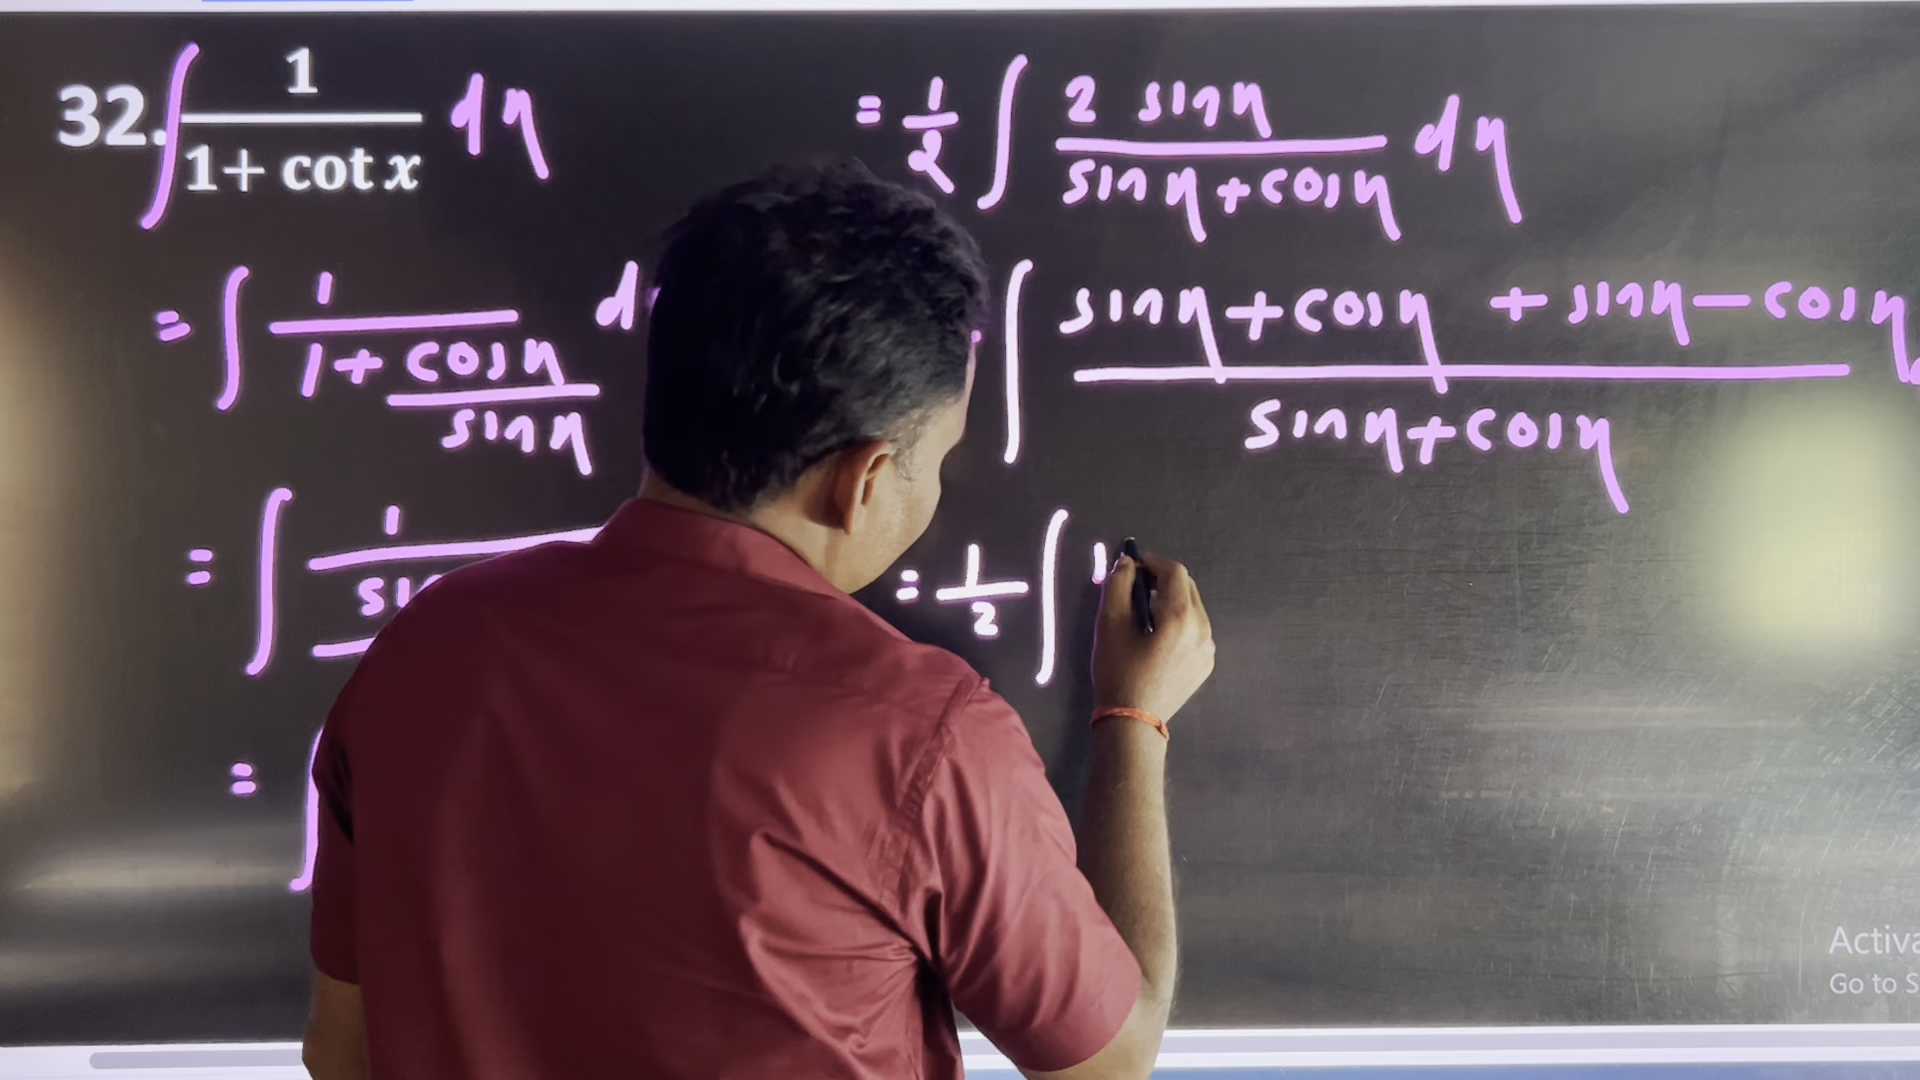 32. ∫ 1/(1+ cot x) dx
= ∫ 1/(1+ cosx/sinx) d
= ∫ 1/si
= ∫
= 1/2 ∫ 2 sinx/(sinx+cosx) dx
∫ (sinx+cosx + sinx-cosx)/(sinx+cosx)
= 1/2 ∫ 1
Activa
Go to S